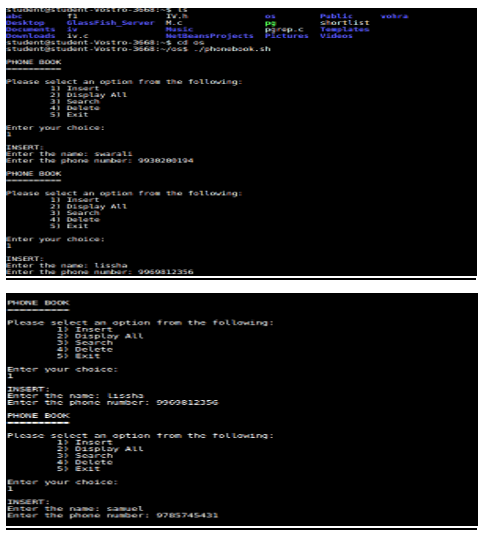 student@student-Vostro-3668:~$ ls
abc f1 IV.h os Public vohra
Desktop GlassFish_Server M.c pg shortlist
Documents iv Music pgrep.c Templates
Downloads iv.c NetBeansProjects Pictures Videos
student@student-Vostro-3668:~$ cd os
student@student-Vostro-3668:~/os$ ./phonebook.sh
PHONE BOOK
==========
Please select an option from the following:
1) Insert
2) Display All
3) Search
4) Delete
5) Exit
Enter your choice:
1
INSERT:
Enter the name: swarali
Enter the phone number: 9930200194
PHONE BOOK
==========
Please select an option from the following:
1) Insert
2) Display All
3) Search
4) Delete
5) Exit
Enter your choice:
1
INSERT:
Enter the name: lissha
Enter the phone number: 9969812356
PHONE BOOK
==========
Please select an option from the following:
1) Insert
2) Display All
3) Search
4) Delete
5) Exit
Enter your choice:
1
INSERT:
Enter the name: lissha
Enter the phone number: 9969812356
PHONE BOOK
==========
Please select an option from the following:
1) Insert
2) Display All
3) Search
4) Delete
5) Exit
Enter your choice:
1
INSERT:
Enter the name: samuel
Enter the phone number: 9785745431